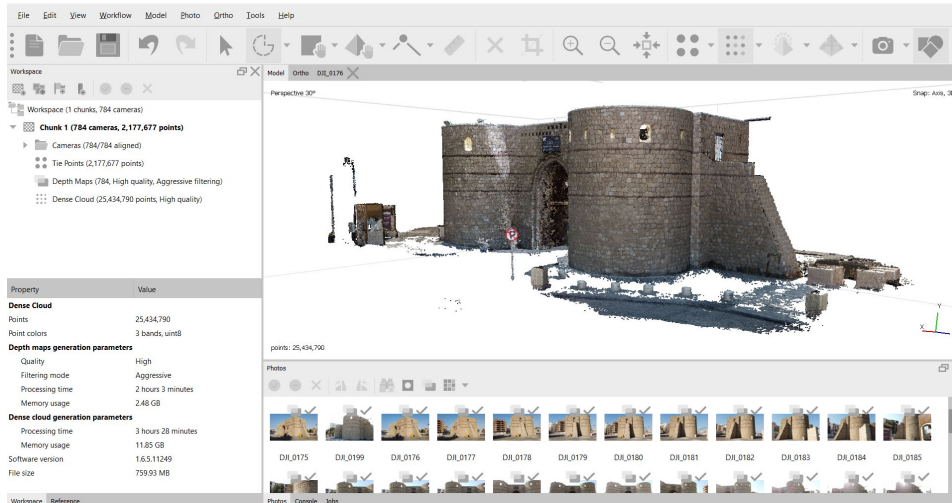 File Edit View Workflow Model Photo Ortho Tools Help
Workspace
Workspace (1 chunks, 784 cameras)
Chunk 1 (784 cameras, 2,177,677 points)
Cameras (784/784 aligned)
Tie Points (2,177,677 points)
Depth Maps (784, High quality, Aggressive filtering)
Dense Cloud (25,434,790 points, High quality)
Property Value
Dense Cloud
Points 25,434,790
Point colors 3 bands, uint8
Depth maps generation parameters
Quality High
Filtering mode Aggressive
Processing time 2 hours 3 minutes
Memory usage 2.48 GB
Dense cloud generation parameters
Processing time 3 hours 28 minutes
Memory usage 11.85 GB
Software version 1.6.5.11249
File size 759.93 MB
Workspace Reference
Model Ortho DJI_0176
Perspective 30°
Snap: Axis, 3D
Y
X
points: 25,434,790
Photos
DJI_0175 DJI_0199 DJI_0176 DJI_0177 DJI_0178 DJI_0179 DJI_0180 DJI_0181 DJI_0182 DJI_0183 DJI_0184 DJI_0185
Photos Console Jobs